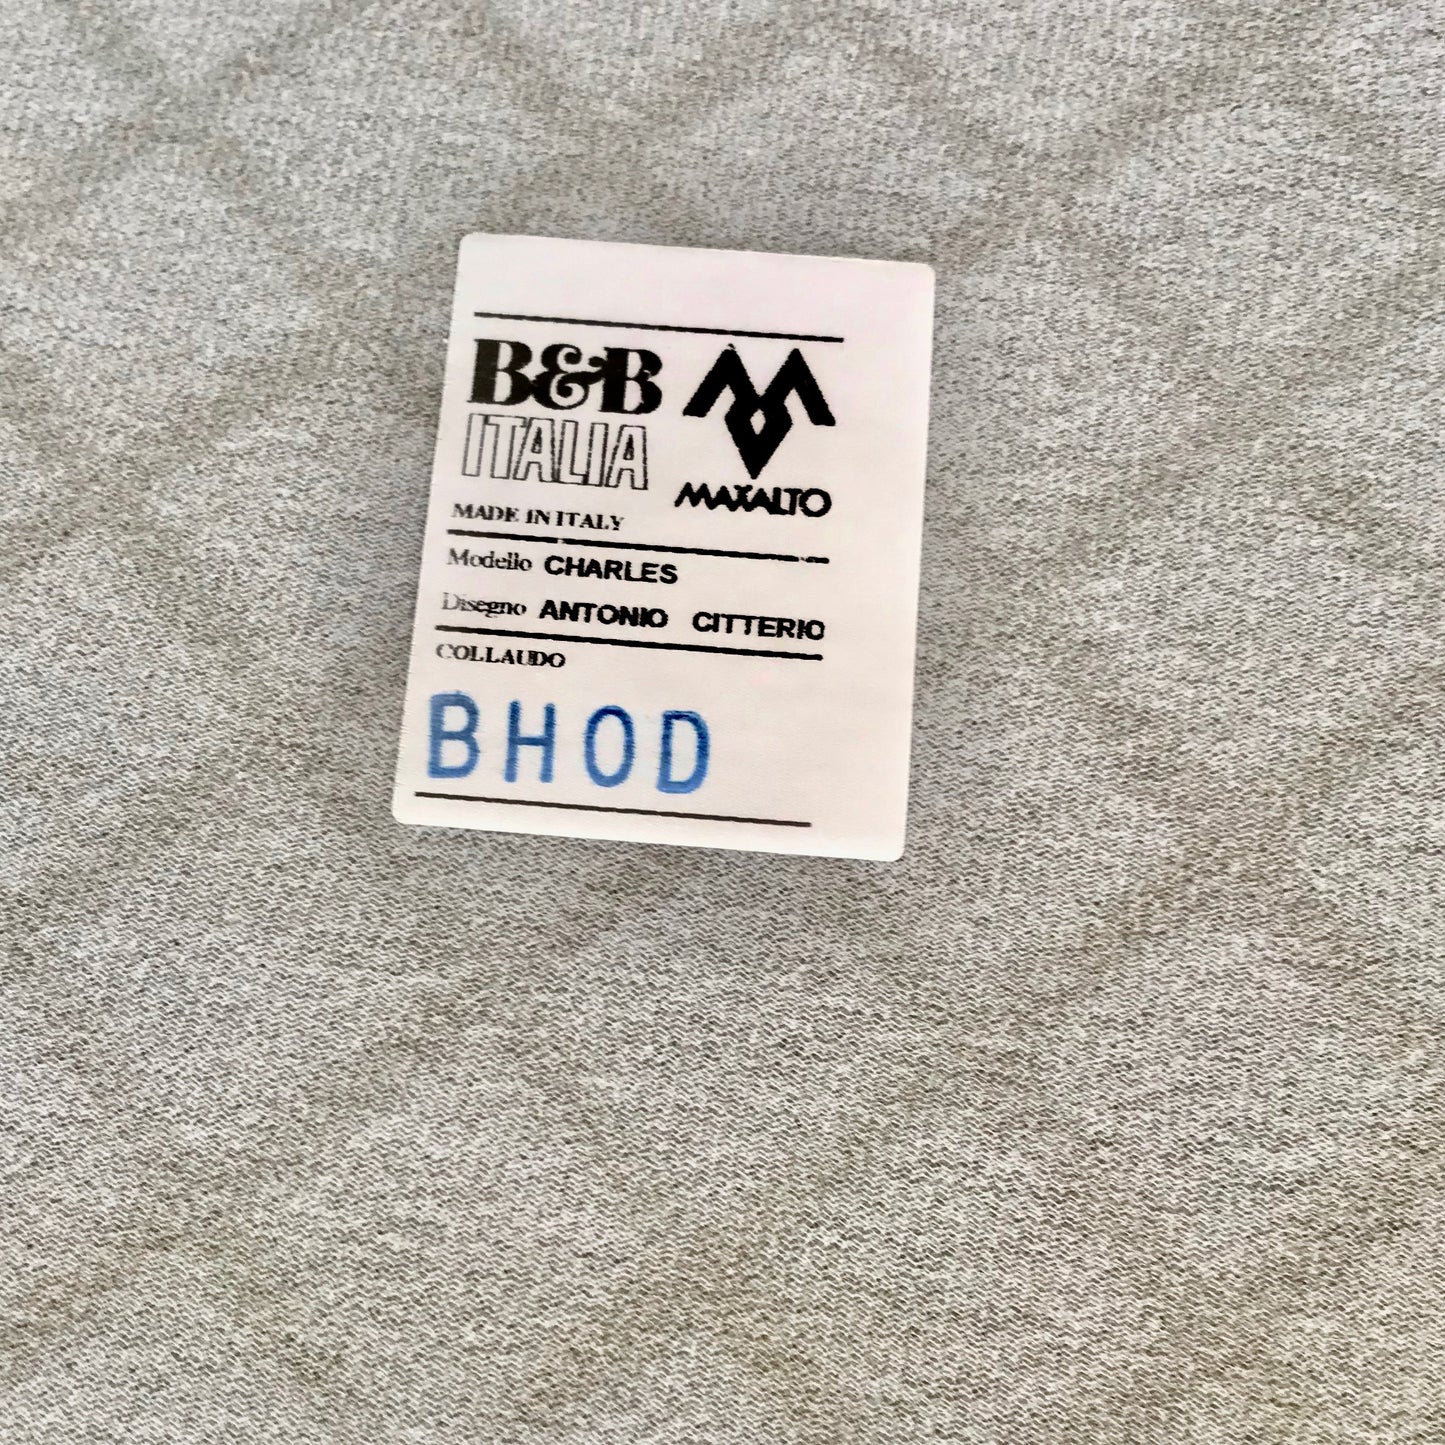 B&B
ITALIA
MAXALTO
MADE IN ITALY
Modello CHARLES
Disegno ANTONIO CITTERIO
COLLAUDO
BHOD